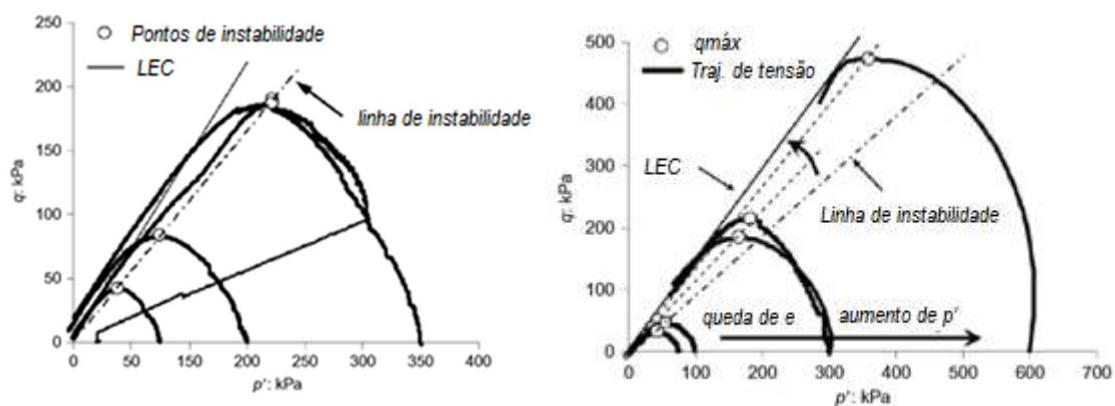 250
200
150
100
50
0
q: kPa
Pontos de instabilidade
LEC
linha de instabilidade
0 50 100 150 200 250 300 350 400
p': kPa
500
400
300
200
100
0
q: kPa
qmáx
Traj. de tensão
LEC
Linha de instabilidade
queda de e aumento de p'
0 100 200 300 400 500 600 700
p': kPa